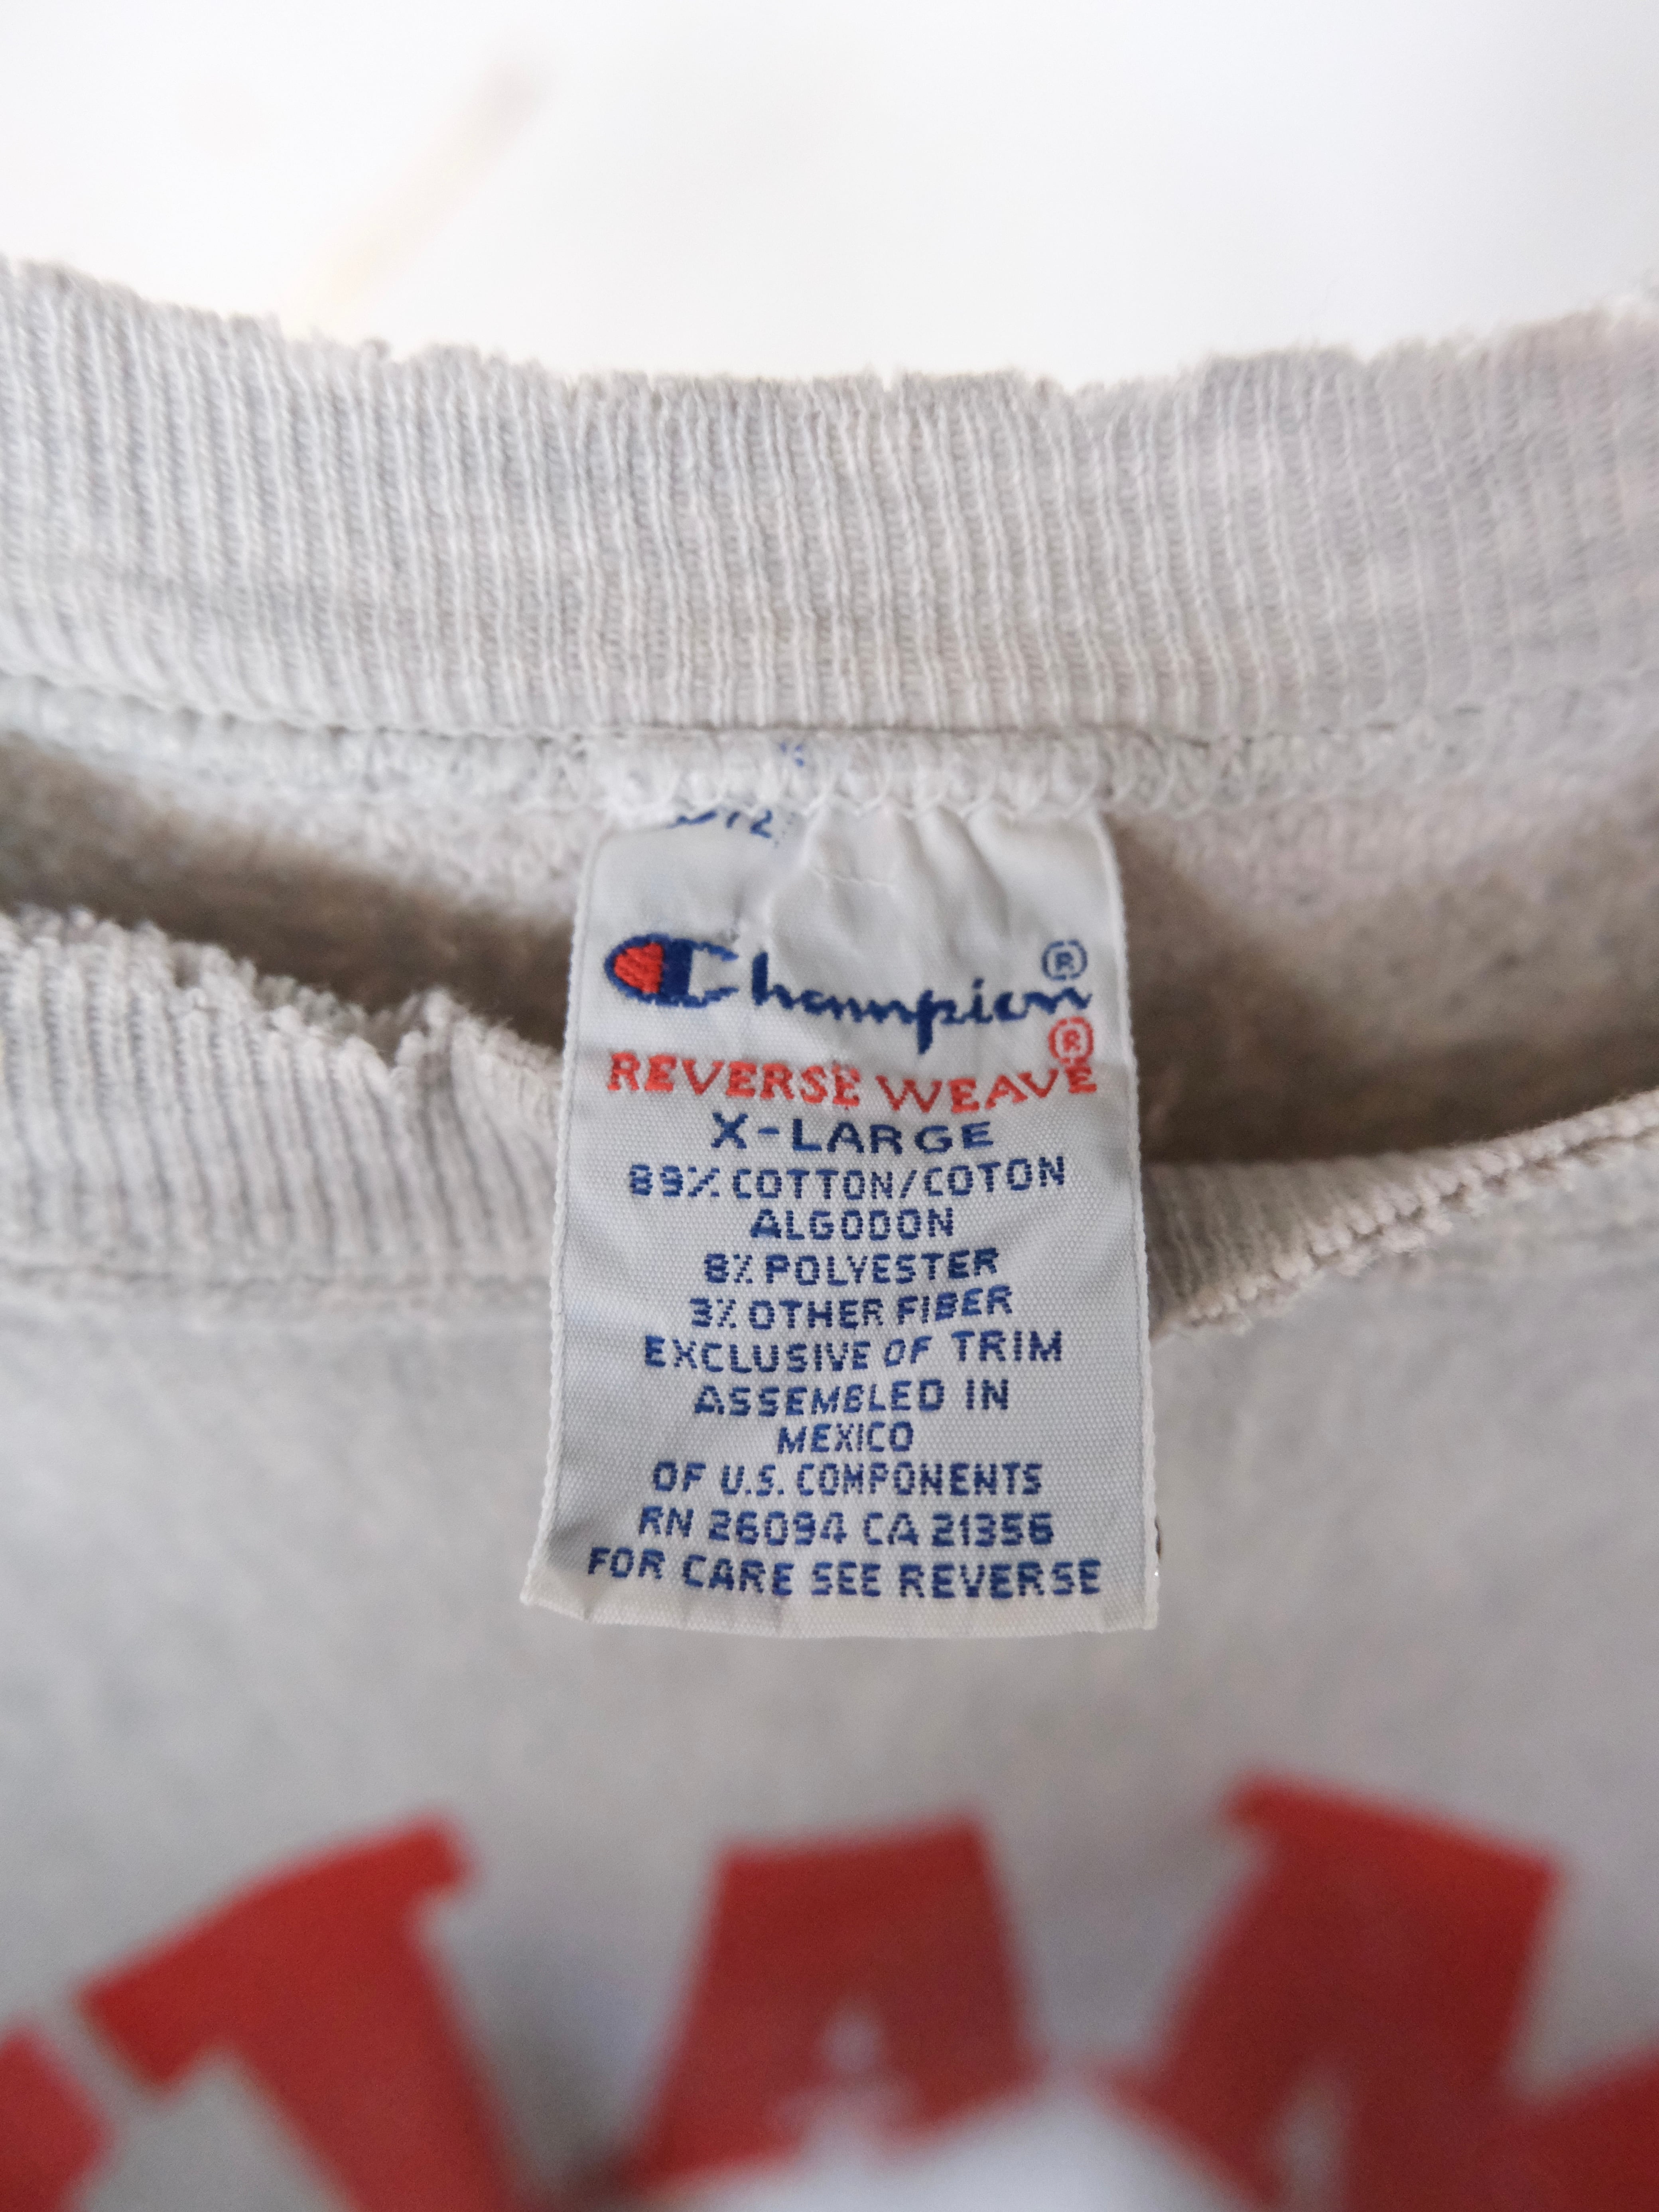 Champion®
REVERSE WEAVE®
X-LARGE
89% COTTON/COTON
ALGODON
8% POLYESTER
3% OTHER FIBER
EXCLUSIVE OF TRIM
ASSEMBLED IN
MEXICO
OF U.S. COMPONENTS
RN 26094 CA 21356
FOR CARE SEE REVERSE